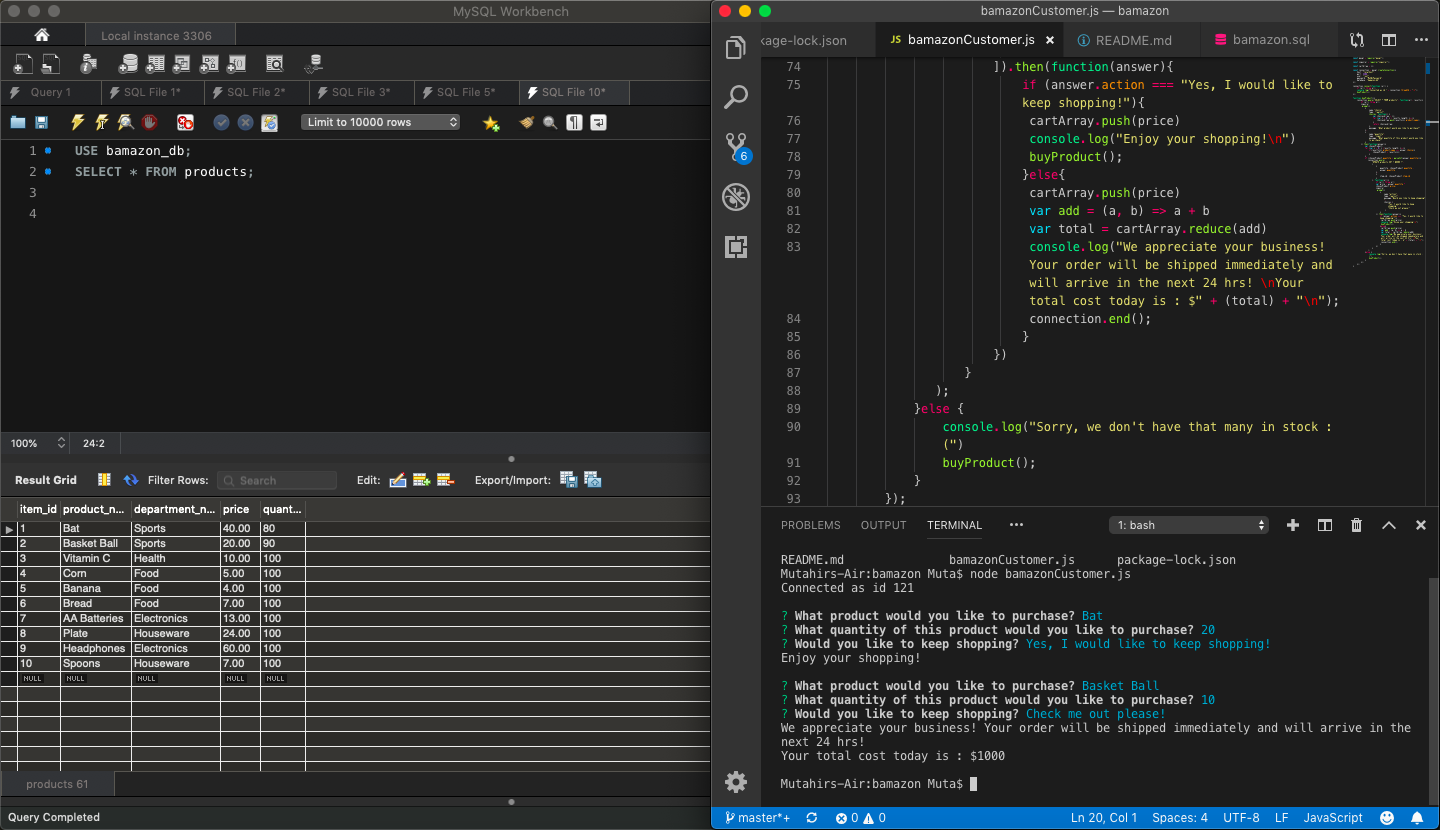 MySQL Workbench
Local instance 3306
Query 1
SQL File 1*
SQL File 2*
SQL File 3*
SQL File 5*
SQL File 10*
Limit to 10000 rows
1 USE bamazon_db;
2 SELECT * FROM products;
3
4
100% 24:2
Result Grid Filter Rows: Search Edit: Export/Import:
item_id product_n... department_n... price quant...
1 Bat Sports 40.00 80
2 Basket Ball Sports 20.00 90
3 Vitamin C Health 10.00 100
4 Corn Food 5.00 100
5 Banana Food 4.00 100
6 Bread Food 7.00 100
7 AA Batteries Electronics 13.00 100
8 Plate Houseware 24.00 100
9 Headphones Electronics 60.00 100
10 Spoons Houseware 7.00 100
NULL NULL NULL NULL NULL
products 61
Query Completed
bamazonCustomer.js — bamazon
kage-lock.json JS bamazonCustomer.js README.md bamazon.sql
6
74 ]).then(function(answer){
75 if (answer.action === "Yes, I would like to
keep shopping!"){
76 cartArray.push(price)
77 console.log("Enjoy your shopping!\n")
78 buyProduct();
79 }else{
80 cartArray.push(price)
81 var add = (a, b) => a + b
82 var total = cartArray.reduce(add)
83 console.log("We appreciate your business!
Your order will be shipped immediately and
will arrive in the next 24 hrs! \nYour
total cost today is : $" + (total) + "\n");
84 connection.end();
85 }
86 })
87 }
88 );
89 }else {
90 console.log("Sorry, we don't have that many in stock :
(")
91 buyProduct();
92 }
93 });
PROBLEMS OUTPUT TERMINAL 1: bash
README.md bamazonCustomer.js package-lock.json
Mutahirs-Air:bamazon Muta$ node bamazonCustomer.js
Connected as id 121
? What product would you like to purchase? Bat
? What quantity of this product would you like to purchase? 20
? Would you like to keep shopping? Yes, I would like to keep shopping!
Enjoy your shopping!
? What product would you like to purchase? Basket Ball
? What quantity of this product would you like to purchase? 10
? Would you like to keep shopping? Check me out please!
We appreciate your business! Your order will be shipped immediately and will arrive in the
next 24 hrs!
Your total cost today is : $1000
Mutahirs-Air:bamazon Muta$
master*+ 0 0 Ln 20, Col 1 Spaces: 4 UTF-8 LF JavaScript